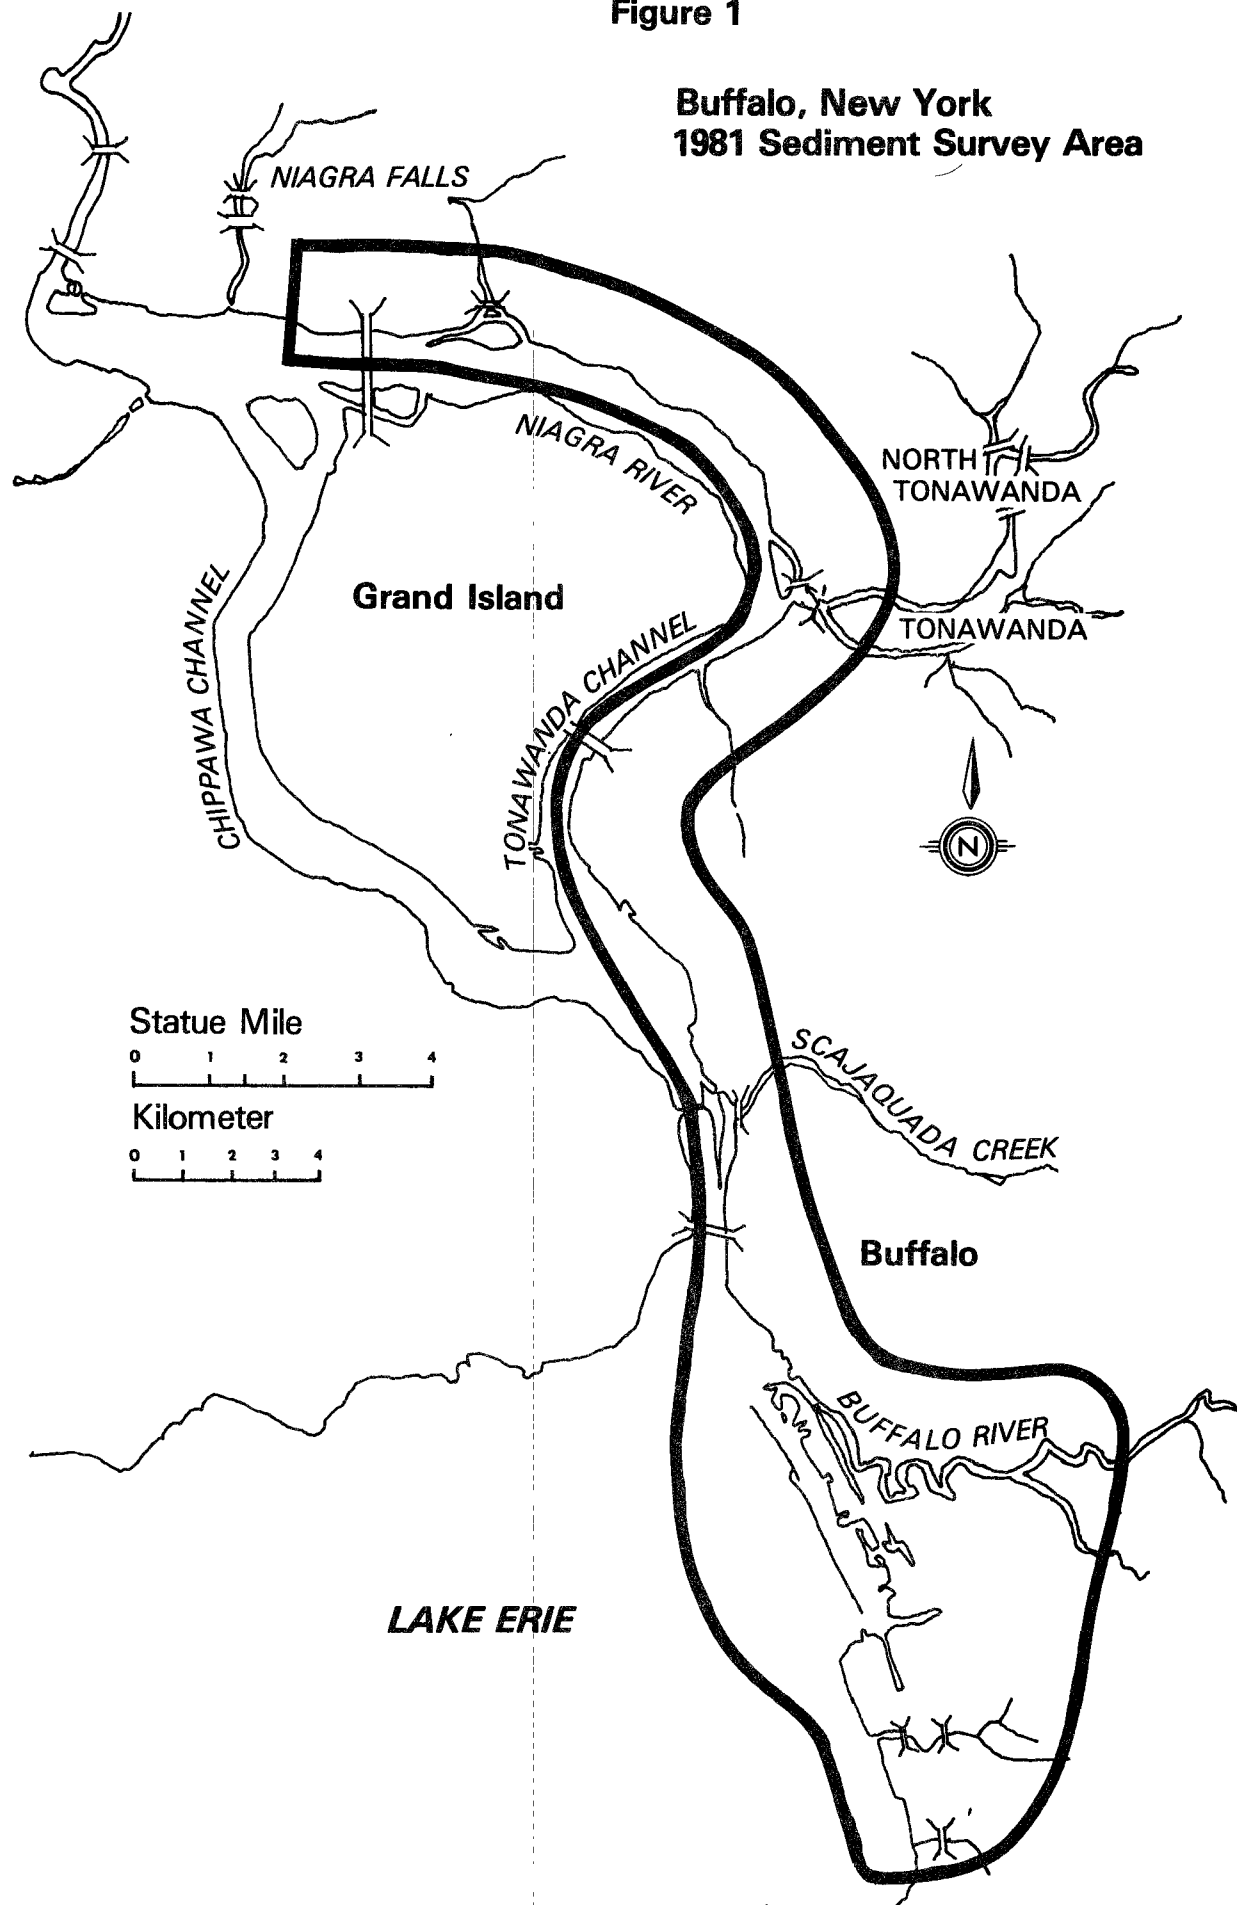 Figure 1
Buffalo, New York
1981 Sediment Survey Area
NIAGRA FALLS
NIAGRA RIVER
NORTH
TONAWANDA
Grand Island
CHIPPAWA CHANNEL
TONAWANDA CHANNEL
TONAWANDA
N
Statue Mile
0 1 2 3 4
Kilometer
0 1 2 3 4
SCAJAQUADA CREEK
Buffalo
BUFFALO RIVER
LAKE ERIE